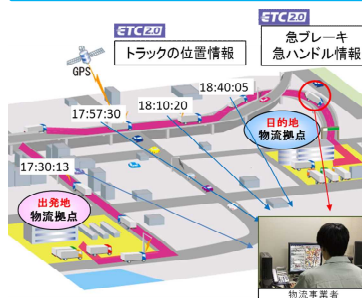 ETC2.0
トラックの位置情報
ETC2.0
急ブレーキ
急ハンドル情報
GPS
18:40:05
18:10:20
17:57:30
17:30:13
目的地
物流拠点
出発地
物流拠点
物流事業者